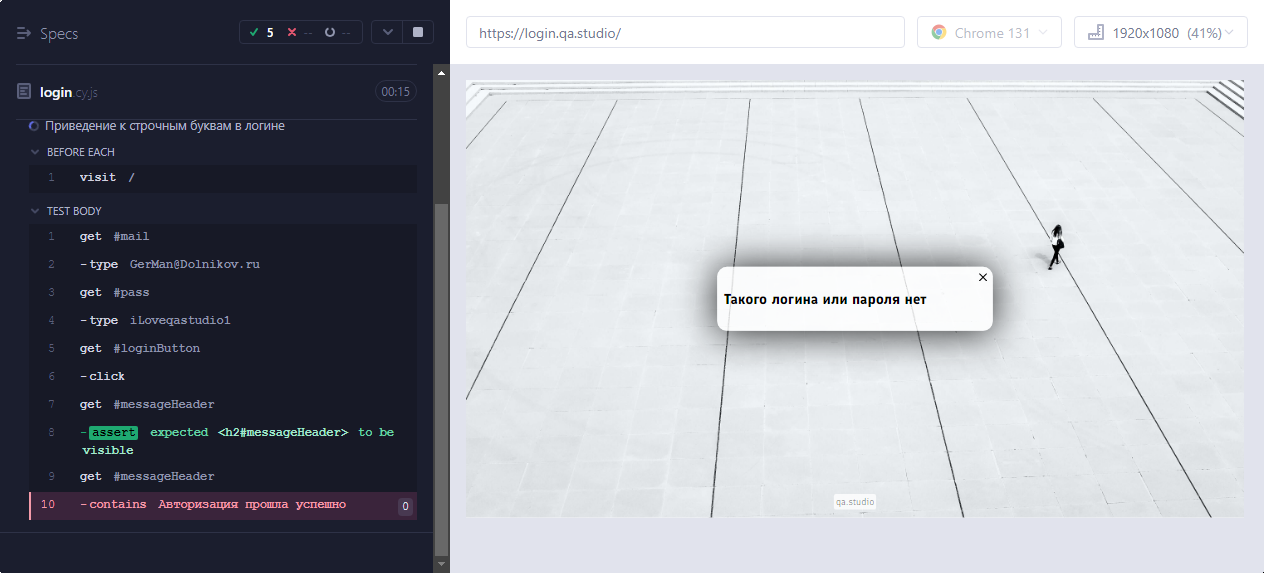 Specs
5
--
--
https://login.qa.studio/
Chrome 131
1920x1080 (41%)
login.cy.js
00:15
Приведение к строчным буквам в логине
BEFORE EACH
1 visit /
TEST BODY
1 get #mail
2 -type GerMan@Dolnikov.ru
3 get #pass
4 -type iLoveqastudio1
5 get #loginButton
6 -click
7 get #messageHeader
8 -assert expected <h2#messageHeader> to be
visible
9 get #messageHeader
10 -contains Авторизация прошла успешно 0
Такого логина или пароля нет
qa.studio